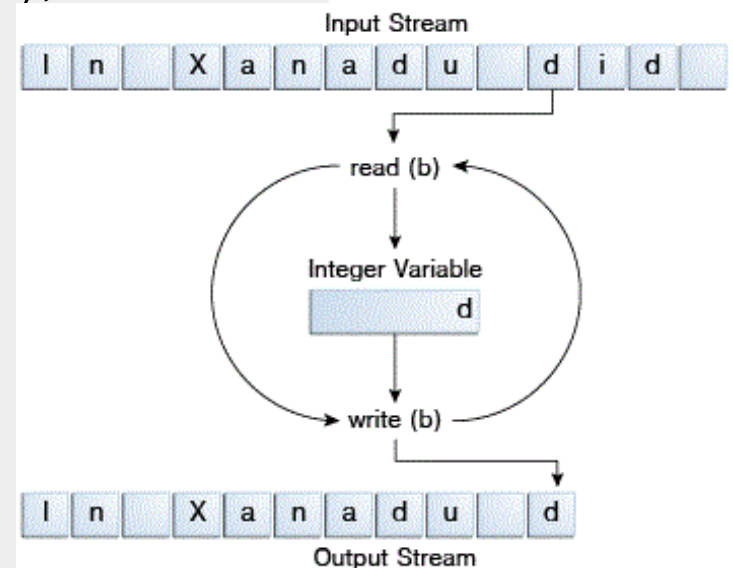 Input Stream
I n X a n a d u d i d
read (b)
Integer Variable
d
write (b)
I n X a n a d u d
Output Stream